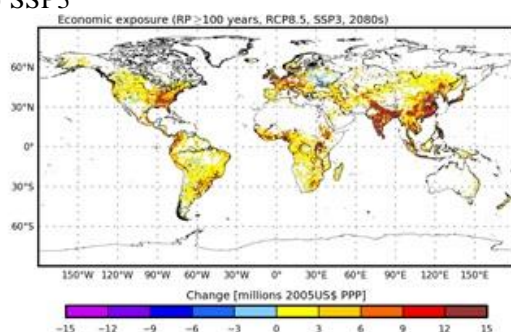 SSP3
Economic exposure (RP ≥100 years, RCP8.5, SSP3, 2080s)
60°N
30°N
0°
30°S
60°S
150°W 120°W 90°W 60°W 30°W 0° 30°E 60°E 90°E 120°E 150°E
Change [millions 2005US$ PPP]
−15 −12 −9 −6 −3 0 3 6 9 12 15